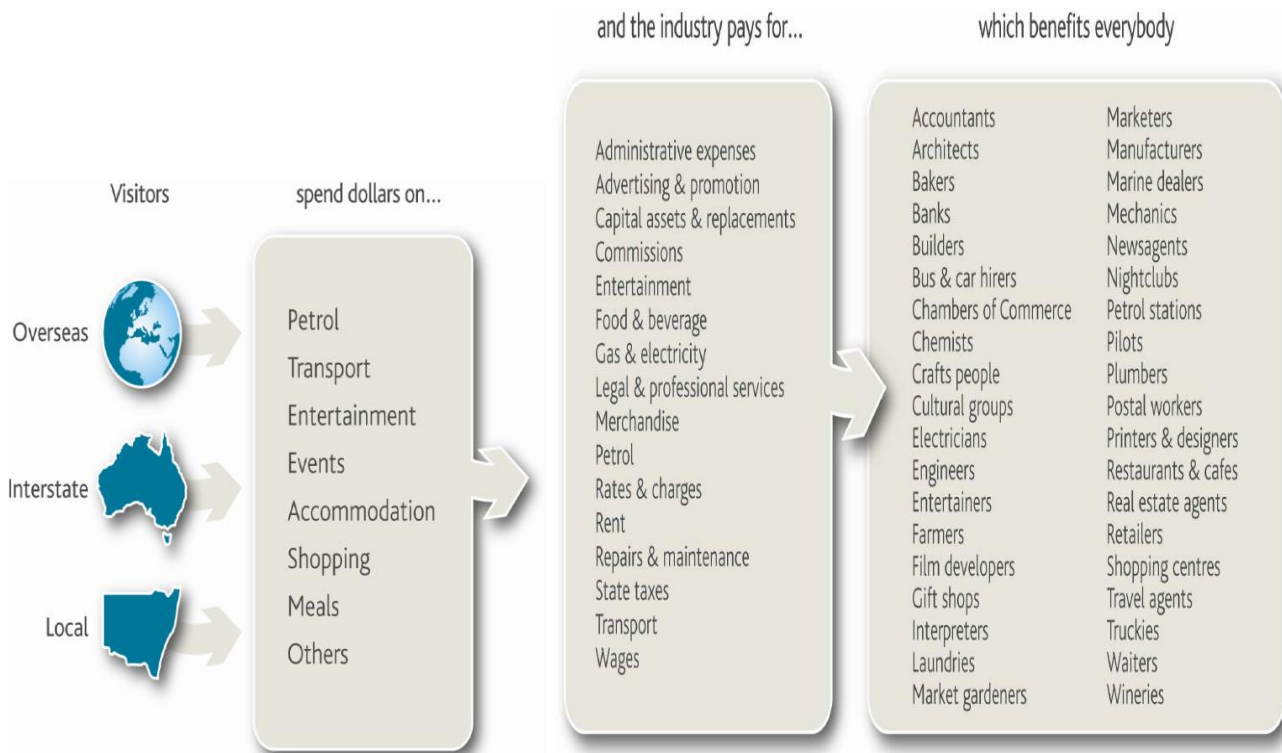 Visitors
Overseas
Interstate
Local
spend dollars on...
Petrol
Transport
Entertainment
Events
Accommodation
Shopping
Meals
Others
and the industry pays for...
Administrative expenses
Advertising & promotion
Capital assets & replacements
Commissions
Entertainment
Food & beverage
Gas & electricity
Legal & professional services
Merchandise
Petrol
Rates & charges
Rent
Repairs & maintenance
State taxes
Transport
Wages
which benefits everybody
Accountants
Architects
Bakers
Banks
Builders
Bus & car hirers
Chambers of Commerce
Chemists
Crafts people
Cultural groups
Electricians
Engineers
Entertainers
Farmers
Film developers
Gift shops
Interpreters
Laundries
Market gardeners
Marketers
Manufacturers
Marine dealers
Mechanics
Newsagents
Nightclubs
Petrol stations
Pilots
Plumbers
Postal workers
Printers & designers
Restaurants & cafes
Real estate agents
Retailers
Shopping centres
Travel agents
Truckies
Waiters
Wineries